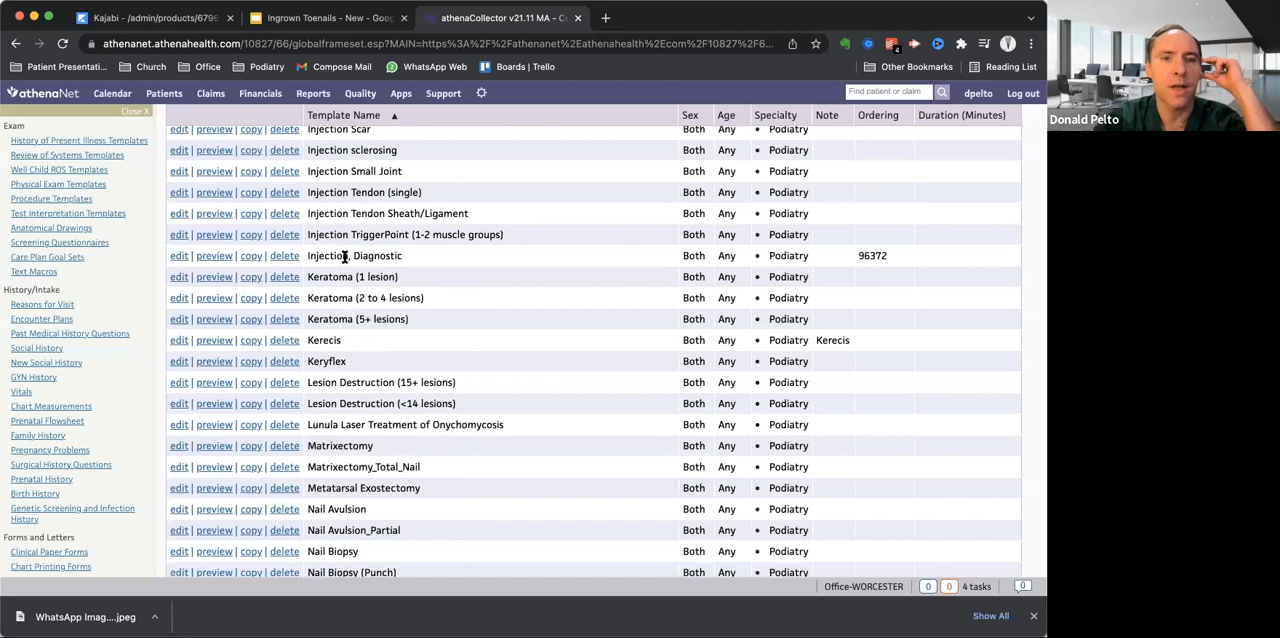 Kajabi - /admin/products/6796
Ingrown Toenails - New - Goog
athenaCollector v21.11 MA - C
athenanet.athenahealth.com/10827/66/globalframeset.esp?MAIN=https%3A%2F%2Fathenanet%2Eathenahealth%2Ecom%2F10827%2F6...
4
Patient Presentati...
Church
Office
Podiatry
Compose Mail
WhatsApp Web
Boards | Trello
Other Bookmarks
Reading List
athenaNet
Calendar
Patients
Claims
Financials
Reports
Quality
Apps
Support
Find patient or claim
dpelto
Log out
Donald Pelto
Close X
Exam
History of Present Illness Templates
Review of Systems Templates
Well Child ROS Templates
Physical Exam Templates
Procedure Templates
Test Interpretation Templates
Anatomical Drawings
Screening Questionnaires
Care Plan Goal Sets
Text Macros
History/Intake
Reasons for Visit
Encounter Plans
Past Medical History Questions
Social History
New Social History
GYN History
Vitals
Chart Measurements
Prenatal Flowsheet
Family History
Pregnancy Problems
Surgical History Questions
Prenatal History
Birth History
Genetic Screening and Infection
History
Forms and Letters
Clinical Paper Forms
Chart Printing Forms
Template Name ▲ Sex Age Specialty Note Ordering Duration (Minutes)
edit | preview | copy | delete Injection Scar Both Any • Podiatry
edit | preview | copy | delete Injection sclerosing Both Any • Podiatry
edit | preview | copy | delete Injection Small Joint Both Any • Podiatry
edit | preview | copy | delete Injection Tendon (single) Both Any • Podiatry
edit | preview | copy | delete Injection Tendon Sheath/Ligament Both Any • Podiatry
edit | preview | copy | delete Injection TriggerPoint (1-2 muscle groups) Both Any • Podiatry
edit | preview | copy | delete Injection, Diagnostic Both Any • Podiatry 96372
edit | preview | copy | delete Keratoma (1 lesion) Both Any • Podiatry
edit | preview | copy | delete Keratoma (2 to 4 lesions) Both Any • Podiatry
edit | preview | copy | delete Keratoma (5+ lesions) Both Any • Podiatry
edit | preview | copy | delete Kerecis Both Any • Podiatry Kerecis
edit | preview | copy | delete Keryflex Both Any • Podiatry
edit | preview | copy | delete Lesion Destruction (15+ lesions) Both Any • Podiatry
edit | preview | copy | delete Lesion Destruction (<14 lesions) Both Any • Podiatry
edit | preview | copy | delete Lunula Laser Treatment of Onychomycosis Both Any • Podiatry
edit | preview | copy | delete Matrixectomy Both Any • Podiatry
edit | preview | copy | delete Matrixectomy_Total_Nail Both Any • Podiatry
edit | preview | copy | delete Metatarsal Exostectomy Both Any • Podiatry
edit | preview | copy | delete Nail Avulsion Both Any • Podiatry
edit | preview | copy | delete Nail Avulsion_Partial Both Any • Podiatry
edit | preview | copy | delete Nail Biopsy Both Any • Podiatry
edit | preview | copy | delete Nail Biopsy (Punch) Both Any • Podiatry
Office-WORCESTER 0 0 4 tasks 0
WhatsApp Imag....jpeg
Show All